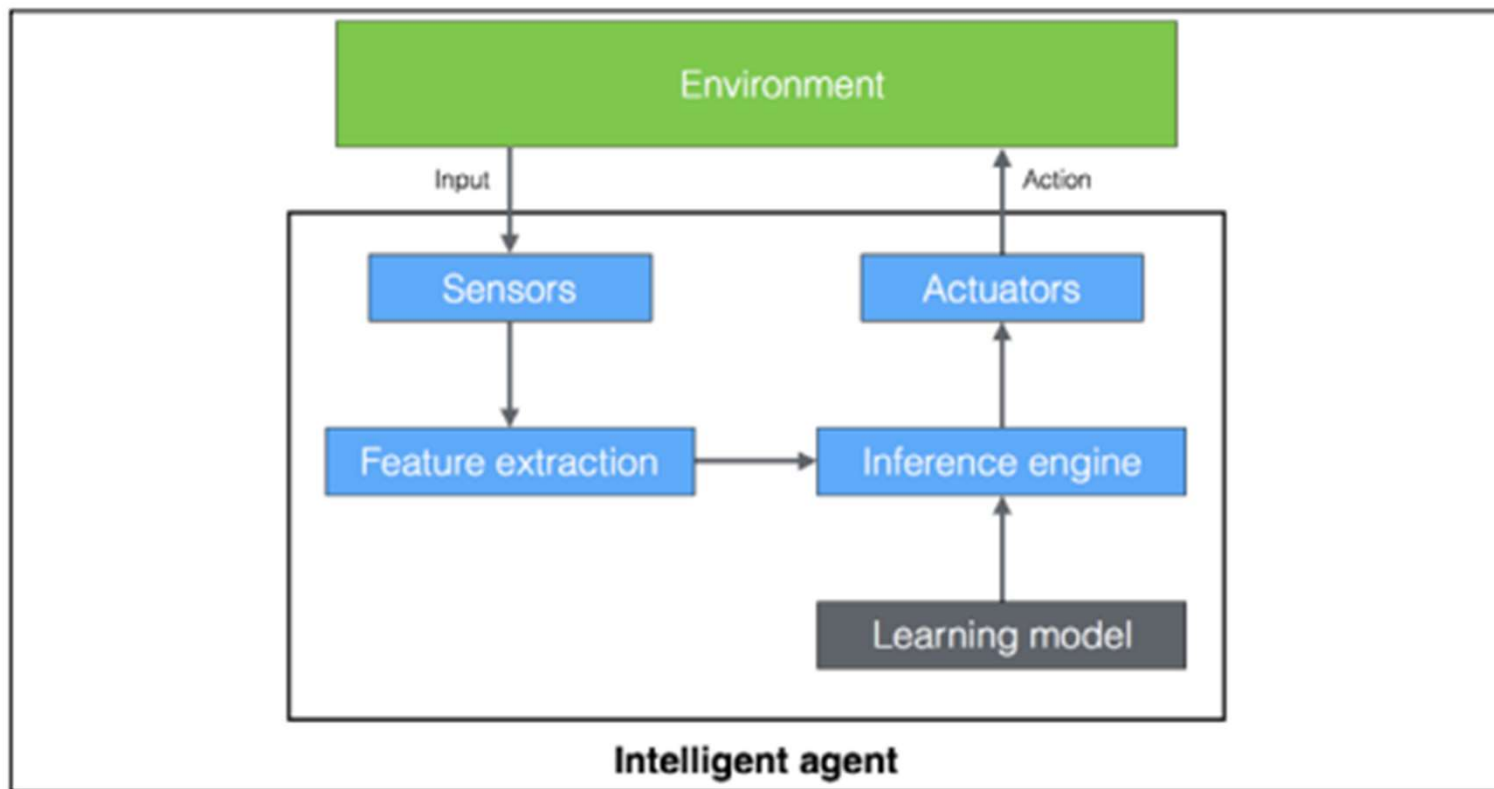 Environment
Input
Action
Sensors
Actuators
Feature extraction
Inference engine
Learning model
Intelligent agent